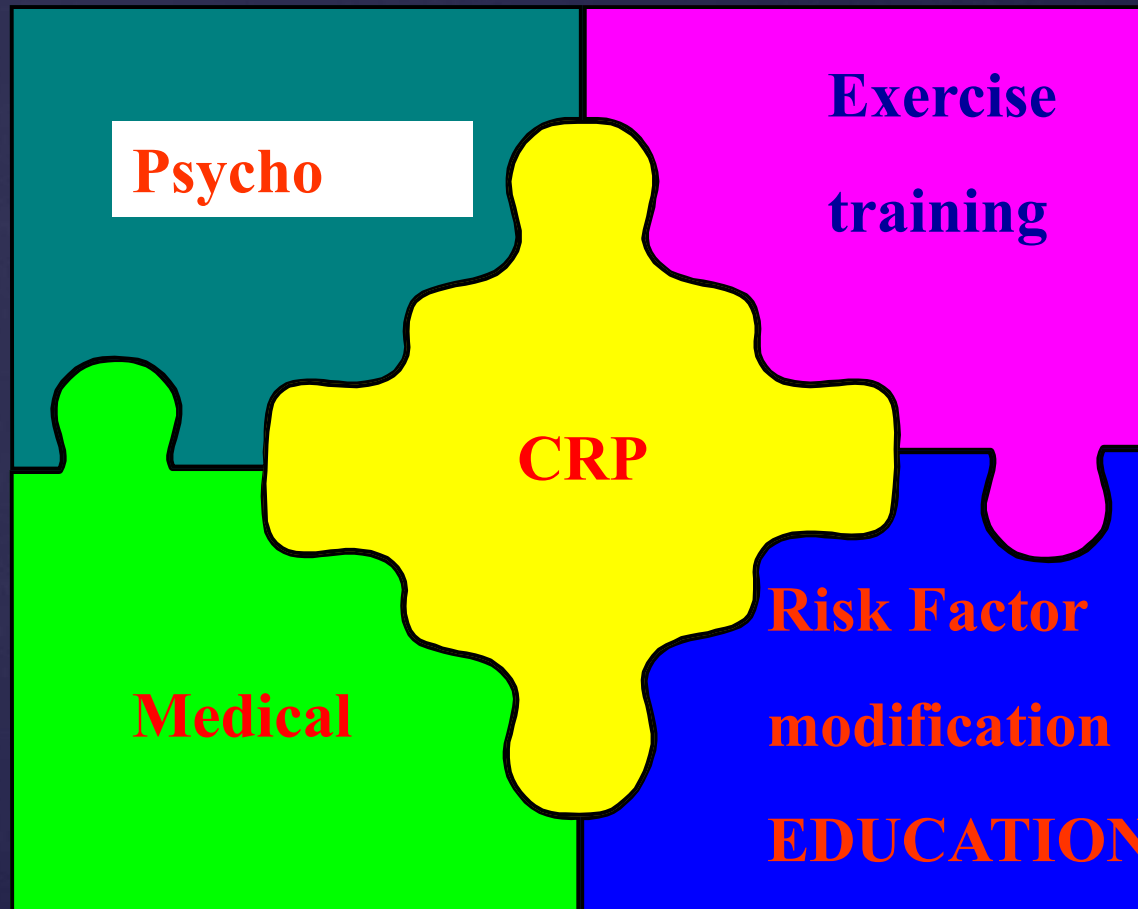 Psycho
Exercise
training
CRP
Medical
Risk Factor
modification
EDUCATION